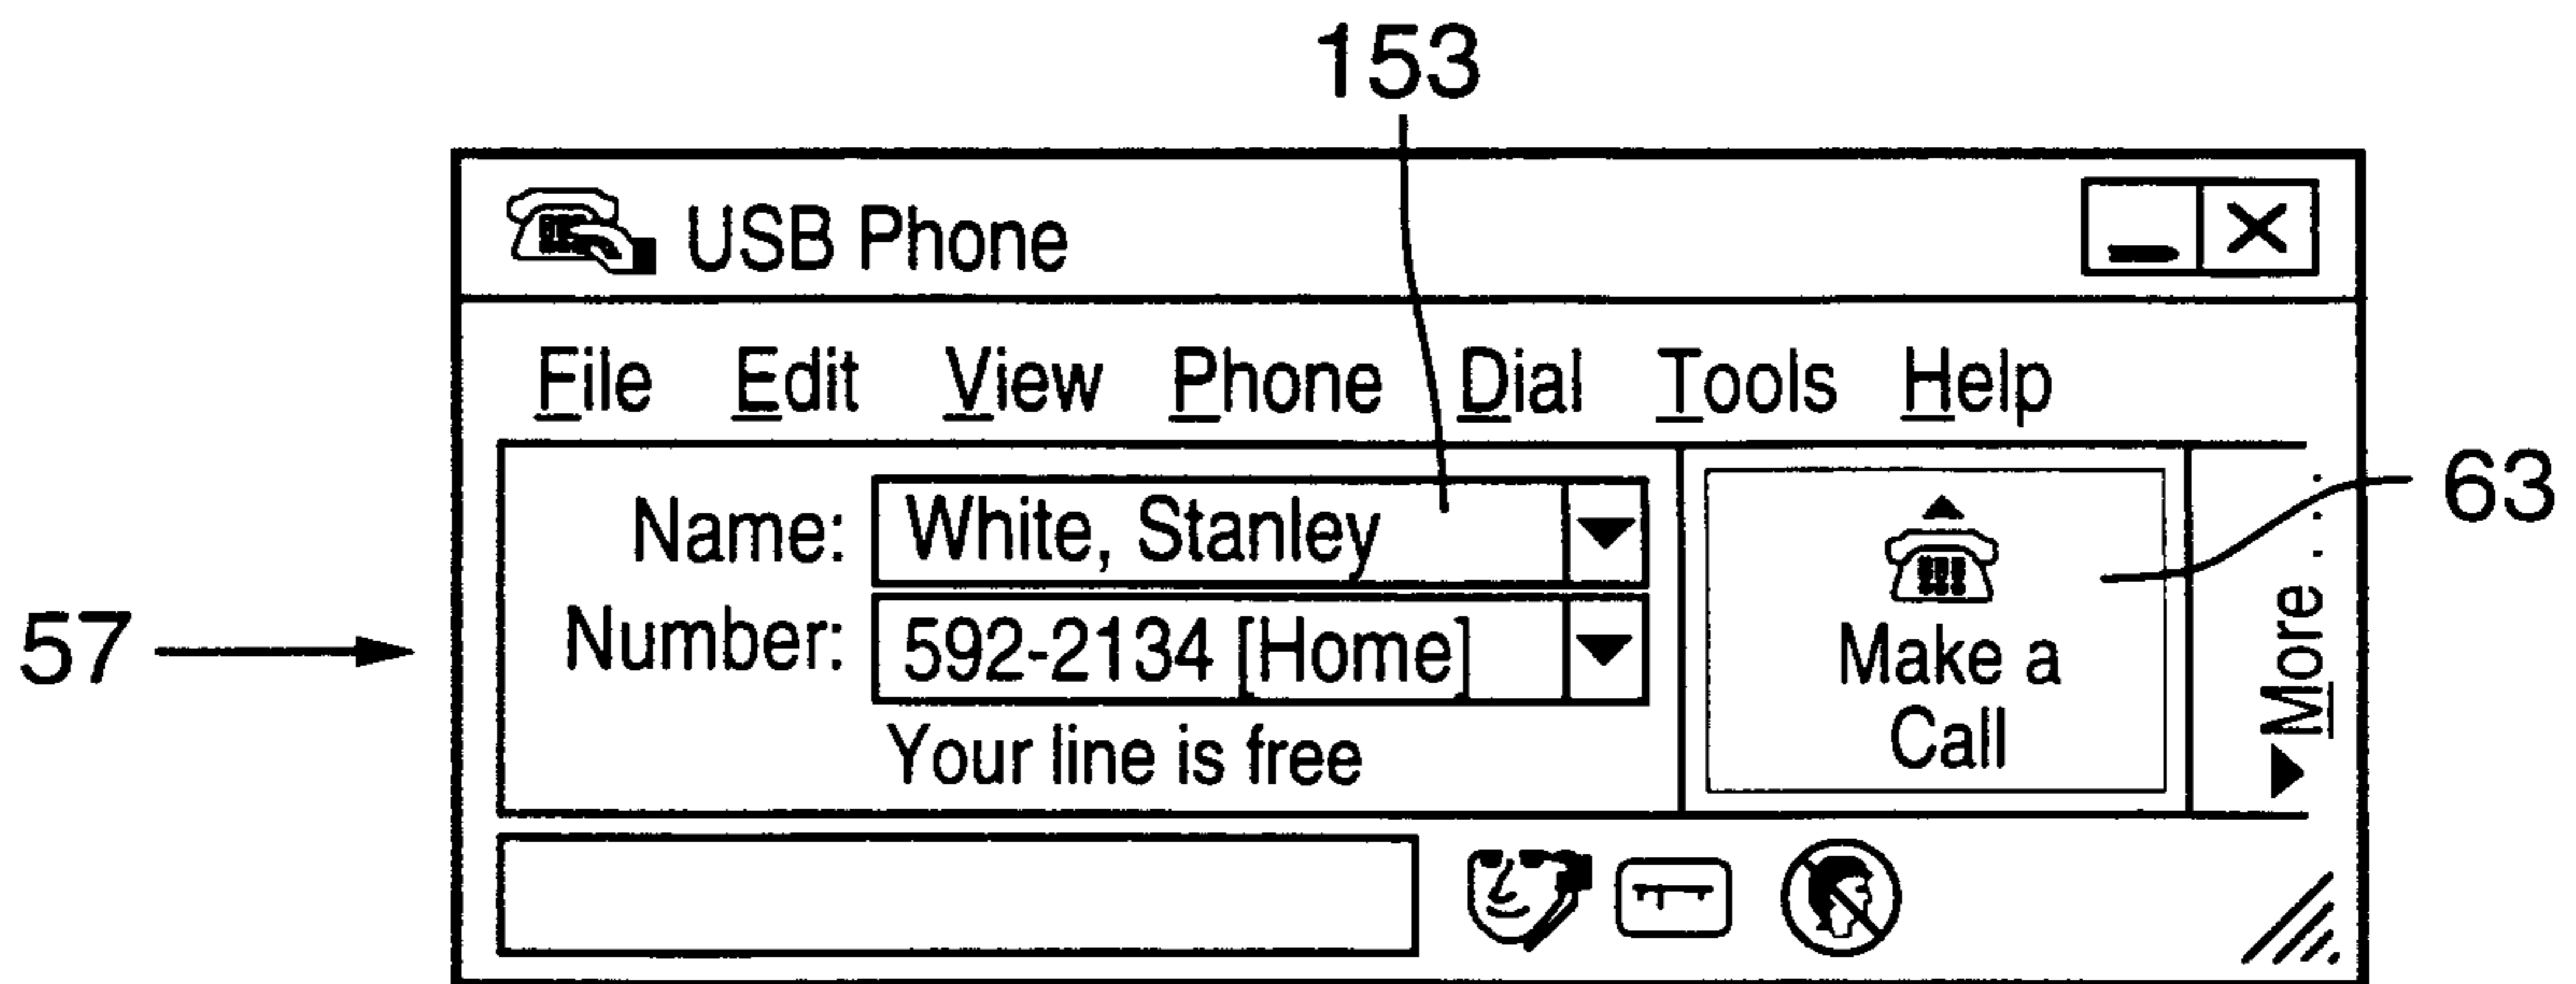 153
USB Phone
File Edit View Phone Dial Tools Help
Name: White, Stanley
63
57
Number: 592-2134 [Home]
Your line is free
Make a
Call
More ...